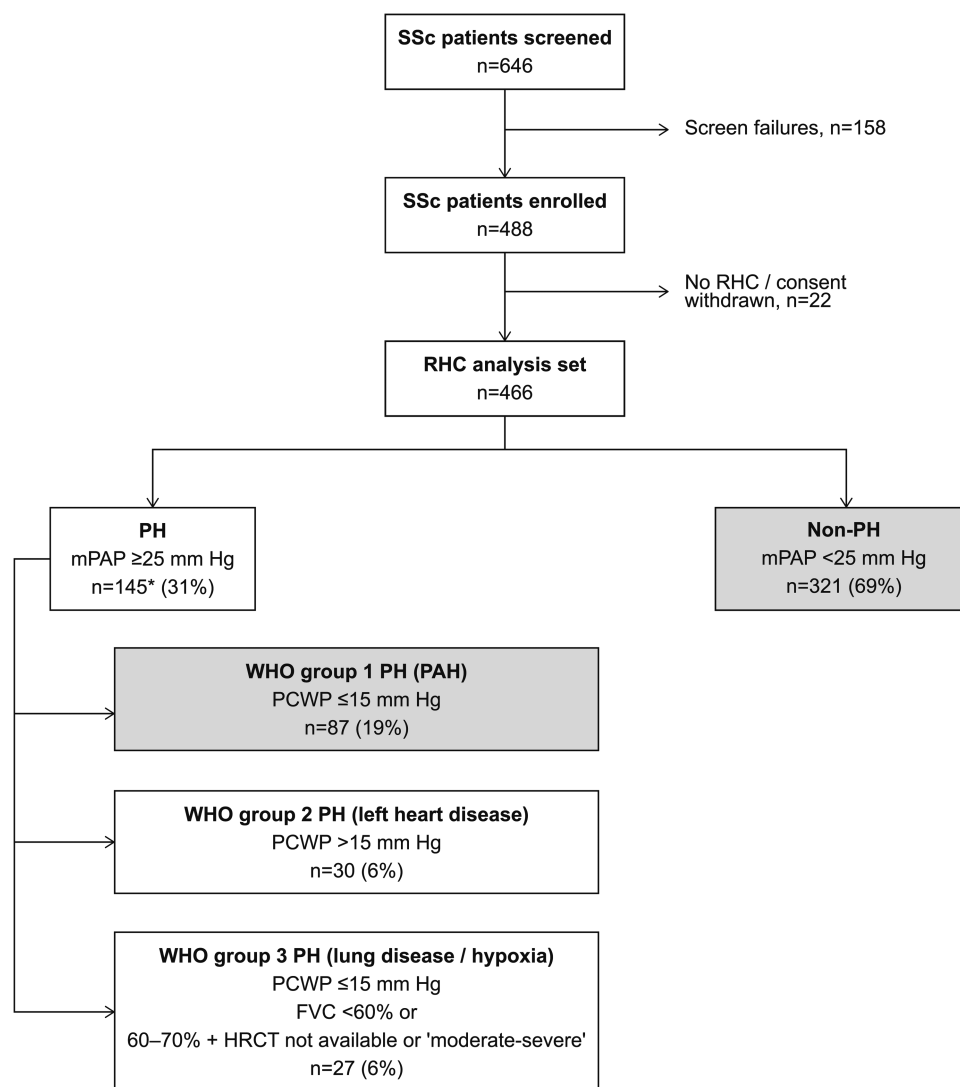 SSc patients screened
n=646
Screen failures, n=158
SSc patients enrolled
n=488
No RHC / consent
withdrawn, n=22
RHC analysis set
n=466
PH
mPAP ≥25 mm Hg
n=145* (31%)
Non-PH
mPAP <25 mm Hg
n=321 (69%)
WHO group 1 PH (PAH)
PCWP ≤15 mm Hg
n=87 (19%)
WHO group 2 PH (left heart disease)
PCWP >15 mm Hg
n=30 (6%)
WHO group 3 PH (lung disease / hypoxia)
PCWP ≤15 mm Hg
FVC <60% or
60–70% + HRCT not available or 'moderate-severe'
n=27 (6%)